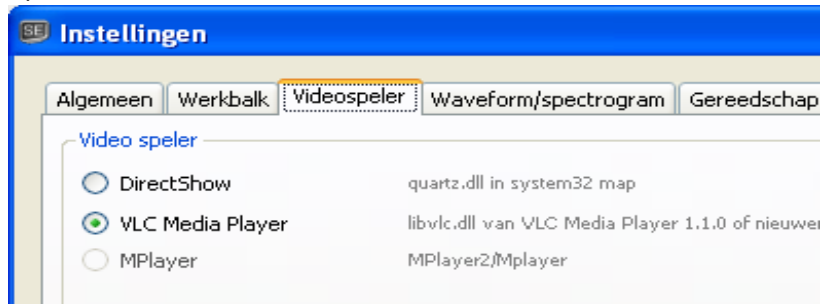 SE Instellingen
Algemeen Werkbalk Videospeler Waveform/spectrogram Gereedschap
Video speler
DirectShow quartz.dll in system32 map
VLC Media Player libvlc.dll van VLC Media Player 1.1.0 of nieuwer
MPlayer MPlayer2/Mplayer